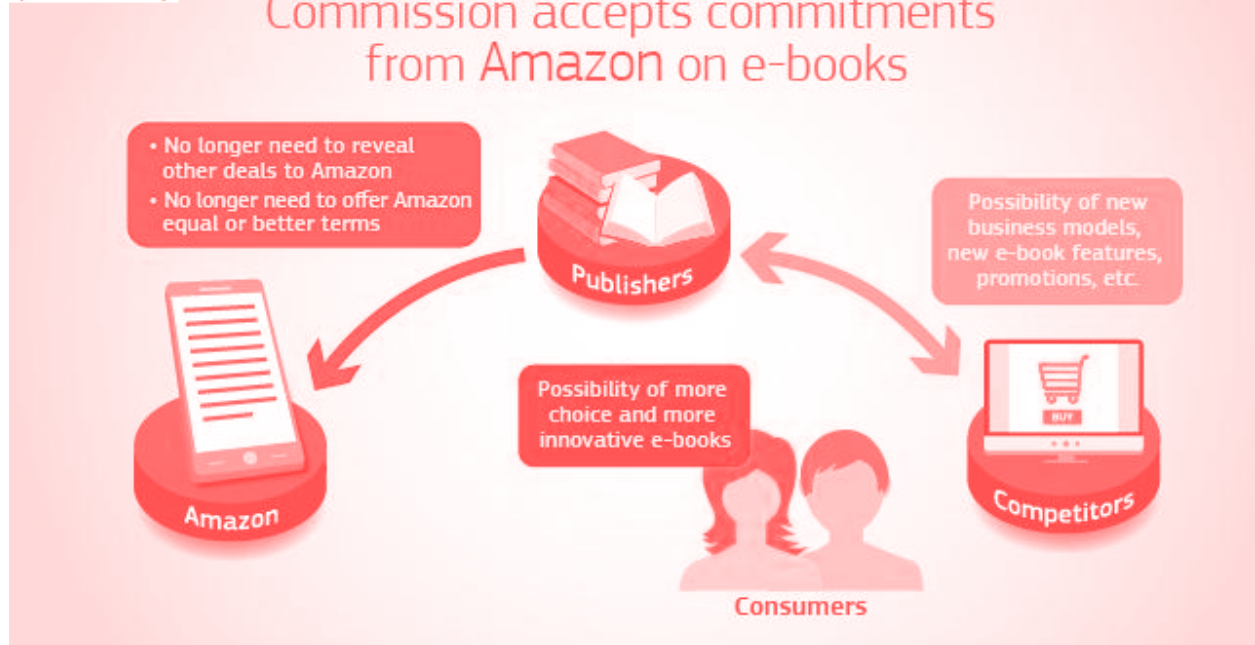 Commission accepts commitments
from Amazon on e-books
• No longer need to reveal
other deals to Amazon
• No longer need to offer Amazon
equal or better terms
Publishers
Possibility of new
business models,
new e-book features,
promotions, etc.
Possibility of more
choice and more
innovative e-books
BUY
Amazon
Competitors
Consumers